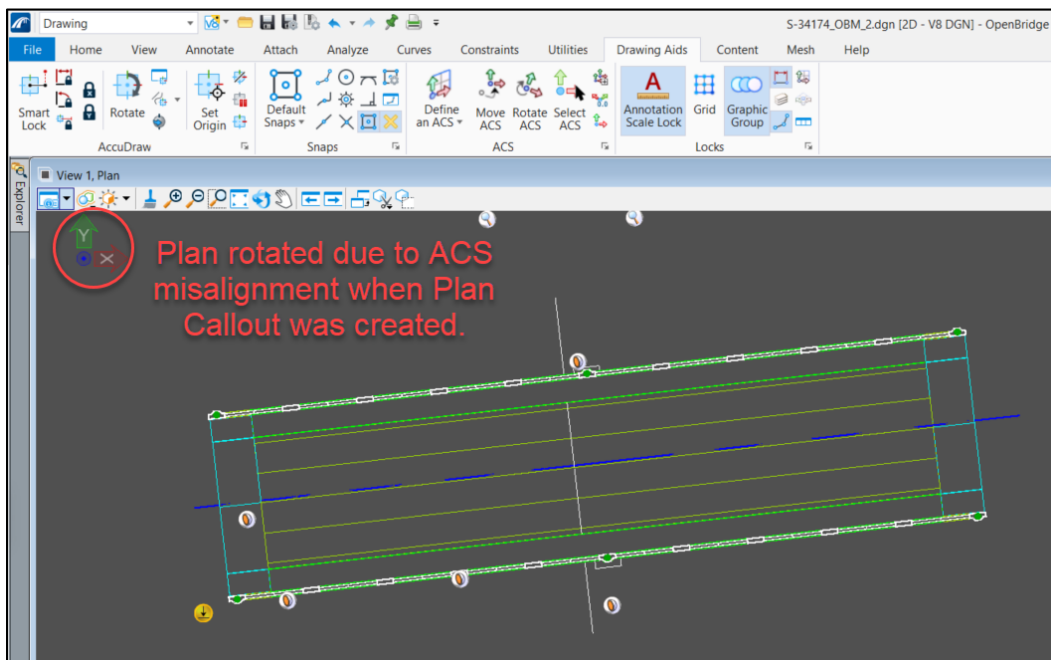 Drawing
S-34174_OBM_2.dgn [2D - V8 DGN] - OpenBridge
File Home View Annotate Attach Analyze Curves Constraints Utilities Drawing Aids Content Mesh Help
Smart Lock
Rotate
Set Origin
AccuDraw
Default Snaps
Snaps
Define an ACS
Move ACS
Rotate ACS
Select ACS
ACS
A
Annotation Scale Lock
Grid
Graphic Group
Locks
Explorer
View 1, Plan
Y
X
Plan rotated due to ACS
misalignment when Plan
Callout was created.